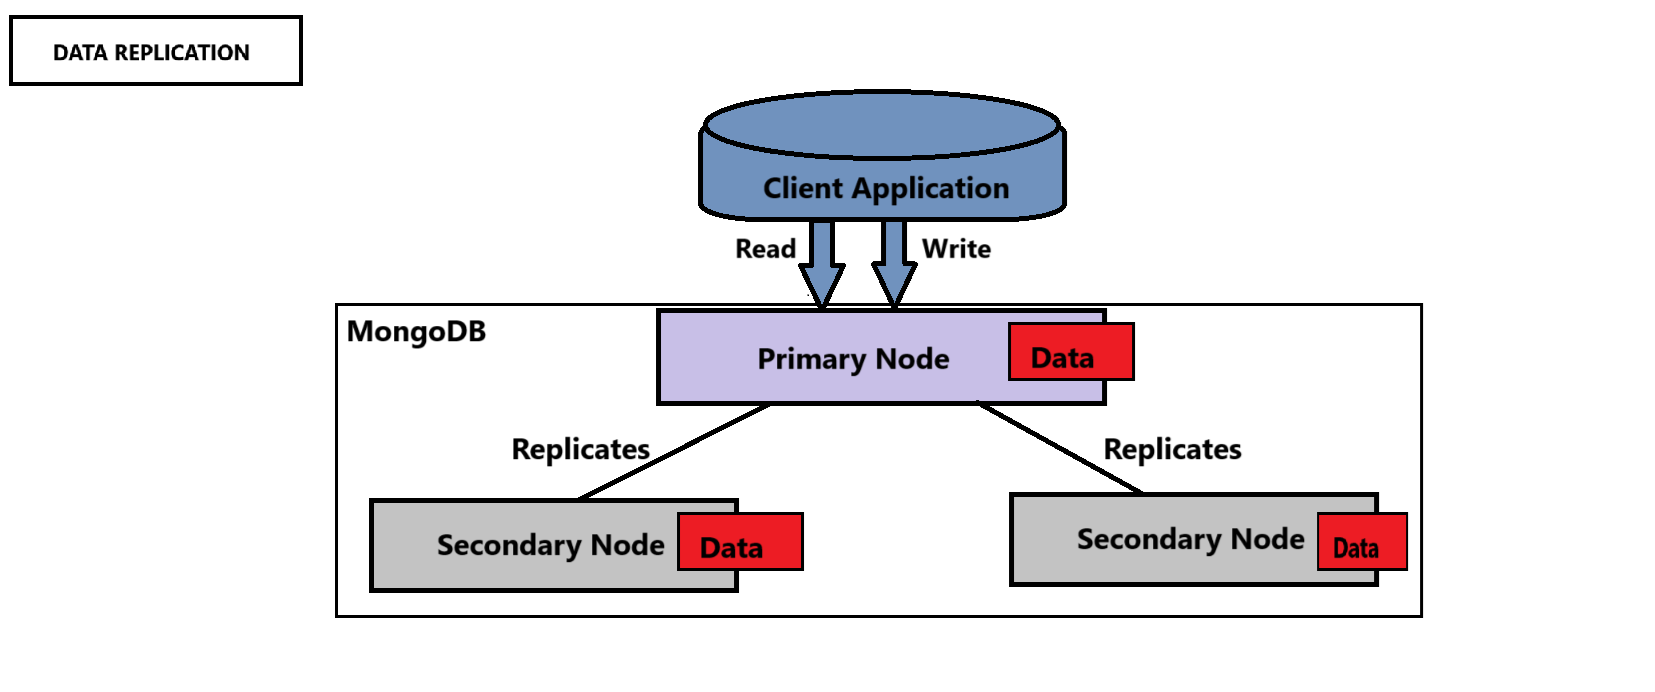 DATA REPLICATION
Client Application
Read
Write
MongoDB
Primary Node
Data
Replicates
Replicates
Secondary Node
Data
Secondary Node
Data